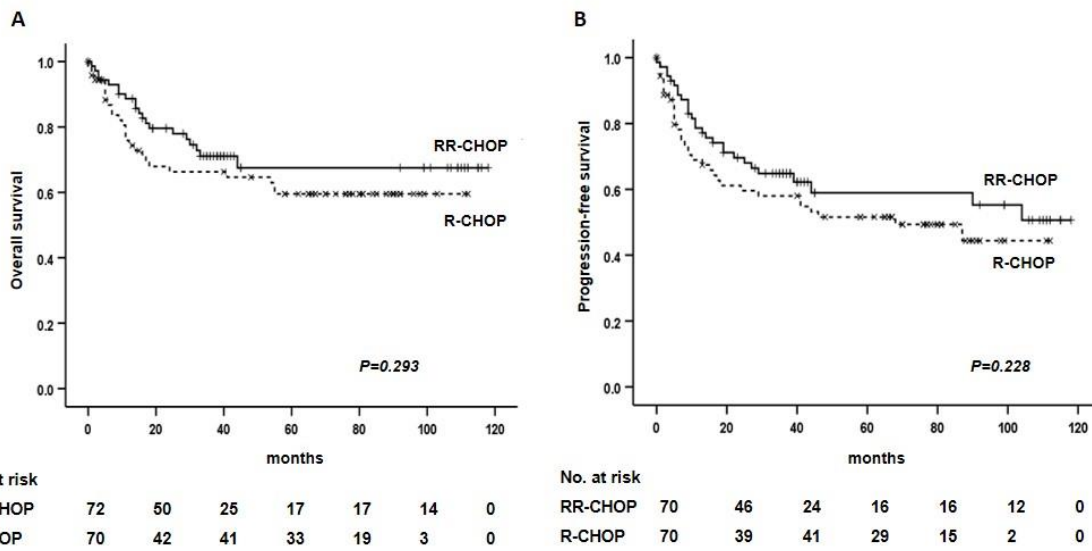 A
Overall survival
1.0
0.8
0.6
0.4
0.2
0.0
RR-CHOP
R-CHOP
P=0.293
0 20 40 60 80 100 120
months
t risk
HOP 72 50 25 17 17 14 0
OP 70 42 41 33 19 3 0
B
Progression-free survival
1.0
0.8
0.6
0.4
0.2
0.0
RR-CHOP
R-CHOP
P=0.228
0 20 40 60 80 100 120
months
No. at risk
RR-CHOP 70 46 24 16 16 12 0
R-CHOP 70 39 41 29 15 2 0